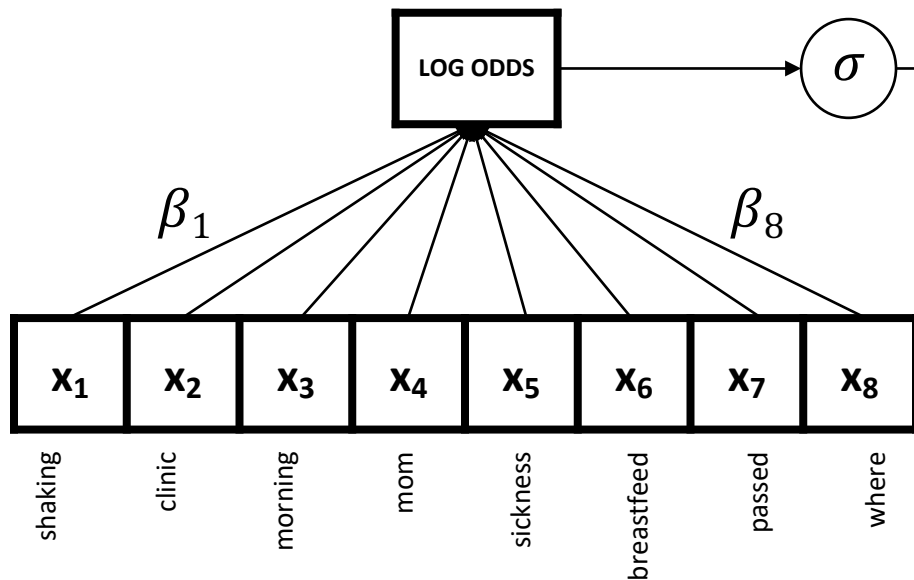 LOG ODDS
σ
β₁
β₈
x₁
x₂
x₃
x₄
x₅
x₆
x₇
x₈
shaking
clinic
morning
mom
sickness
breastfeed
passed
where